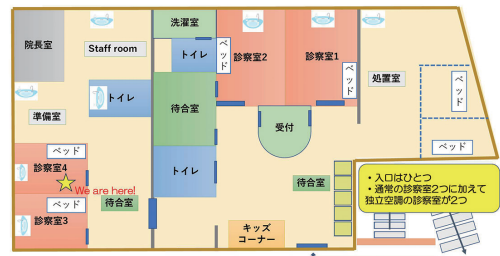 洗濯室
院長室
Staff room
トイレ
ベッド
診察室2
診察室1
ベッド
処置室
ベッド
トイレ
待合室
準備室
受付
ベッド
ベッド
診察室4
We are here!
トイレ
待合室
ベッド
待合室
診察室3
キッズ
コーナー
・入口はひとつ
・通常の診察室2つに加えて
独立空調の診察室が2つ